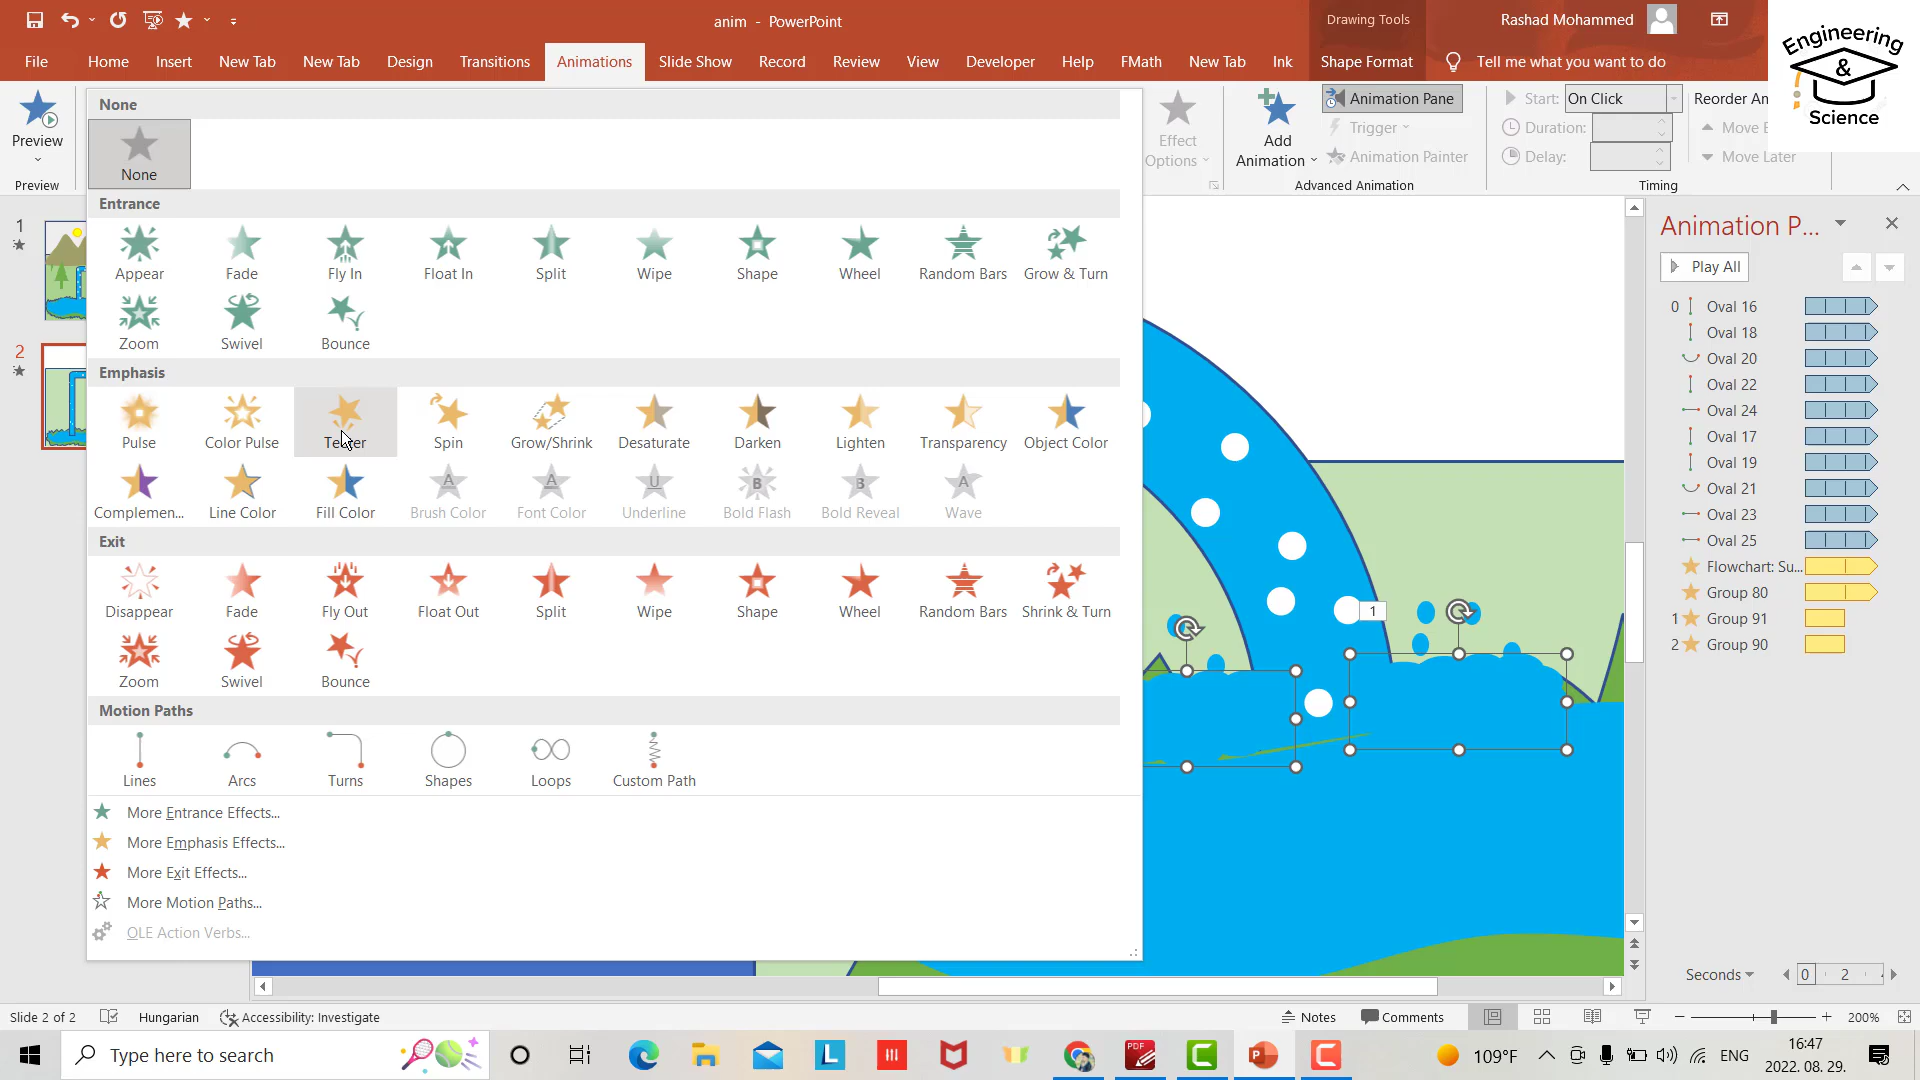 anim - PowerPoint
Drawing Tools
Rashad Mohammed
Engineering
&
Science
File
Home
Insert
New Tab
New Tab
Design
Transitions
Animations
Slide Show
Record
Review
View
Developer
Help
FMath
New Tab
Ink
Shape Format
Tell me what you want to do
Preview
Preview
None
None
Entrance
Appear
Fade
Fly In
Float In
Split
Wipe
Shape
Wheel
Random Bars
Grow & Turn
Zoom
Swivel
Bounce
Emphasis
Pulse
Color Pulse
Spin
Grow/Shrink
Desaturate
Darken
Lighten
Transparency
Object Color
Complemen...
Line Color
Fill Color
Brush Color
Font Color
Underline
Bold Flash
Bold Reveal
Wave
Exit
Disappear
Fade
Fly Out
Float Out
Split
Wipe
Shape
Wheel
Random Bars
Shrink & Turn
Zoom
Swivel
Bounce
Motion Paths
Lines
Arcs
Turns
Shapes
Loops
Custom Path
More Entrance Effects...
More Emphasis Effects...
More Exit Effects...
More Motion Paths...
OLE Action Verbs...
Effect
Options
Add
Animation
Animation Pane
Trigger
Animation Painter
Advanced Animation
Start: On Click
Duration:
Delay:
Reorder An
Move E
Move Later
Timing
1
2
1
Animation P...
Play All
0 Oval 16
Oval 18
Oval 20
Oval 22
Oval 24
Oval 17
Oval 19
Oval 21
Oval 23
Oval 25
Flowchart: Su...
Group 80
1 Group 91
2 Group 90
Seconds
0
2
Slide 2 of 2
Hungarian
Accessibility: Investigate
Notes
Comments
200%
Type here to search
109°F
ENG
16:47
2022. 08. 29.